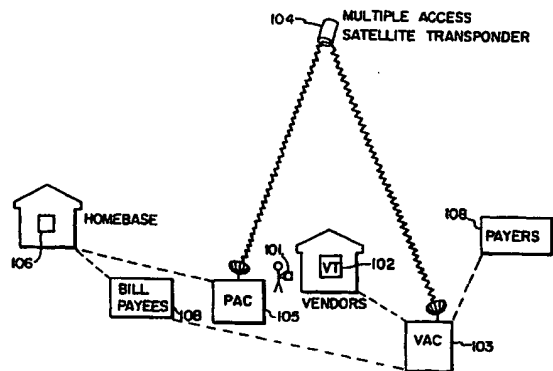 104
MULTIPLE ACCESS
SATELLITE TRANSPONDER
HOMEBASE
106
BILL
PAYEES
108
PAC
105
101
VT
102
VENDORS
108
PAYERS
VAC
103